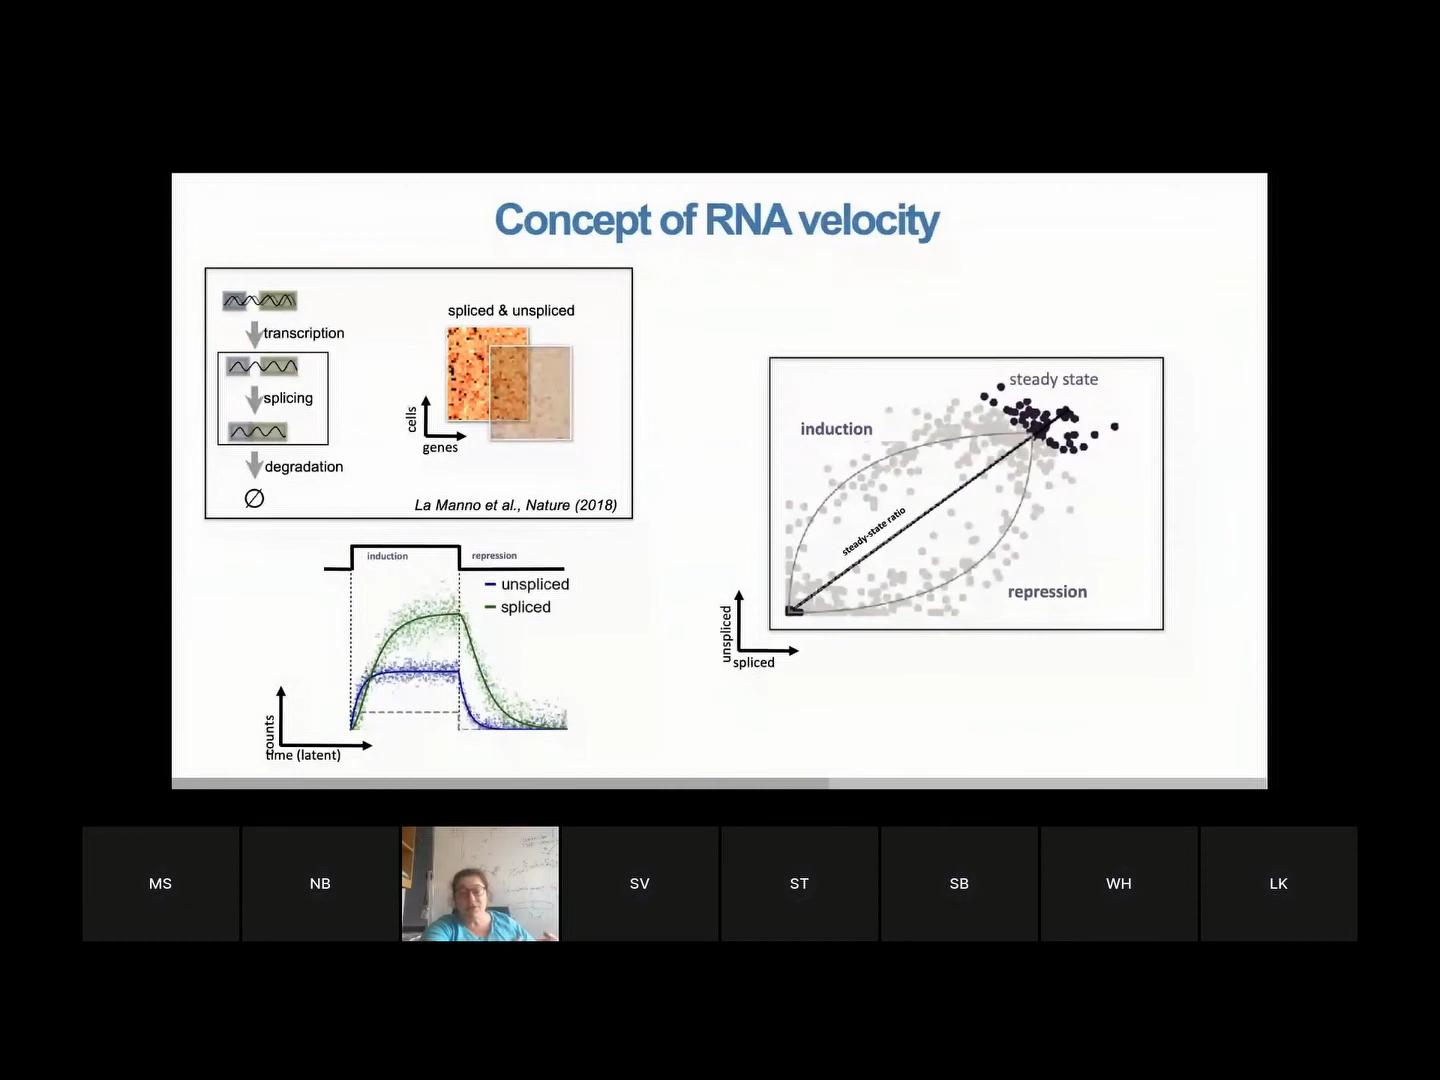 Concept of RNA velocity
transcription
splicing
degradation
spliced & unspliced
cells
genes
La Manno et al., Nature (2018)
induction
repression
unspliced
spliced
counts
time (latent)
steady state
induction
steady-state ratio
repression
unspliced
spliced
MS
NB
SV
ST
SB
WH
LK